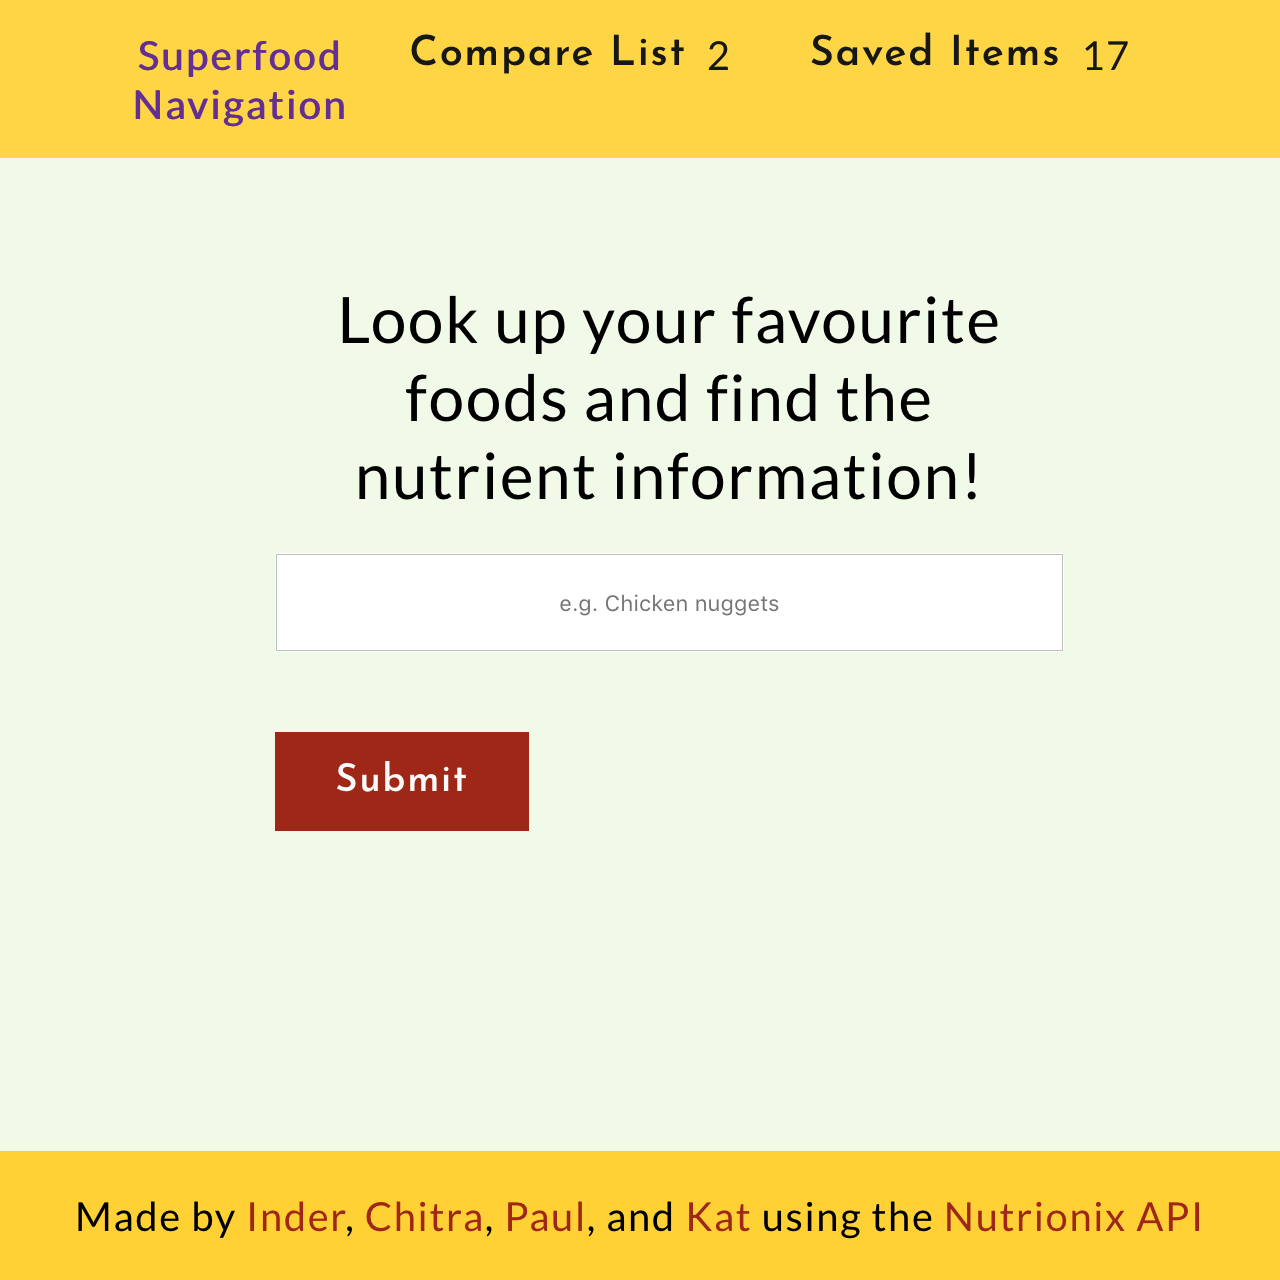 Superfood
Navigation
Compare List 2
Saved Items 17
Look up your favourite
foods and find the
nutrient information!
e.g. Chicken nuggets
Submit
Made by Inder, Chitra, Paul, and Kat using the Nutrionix API